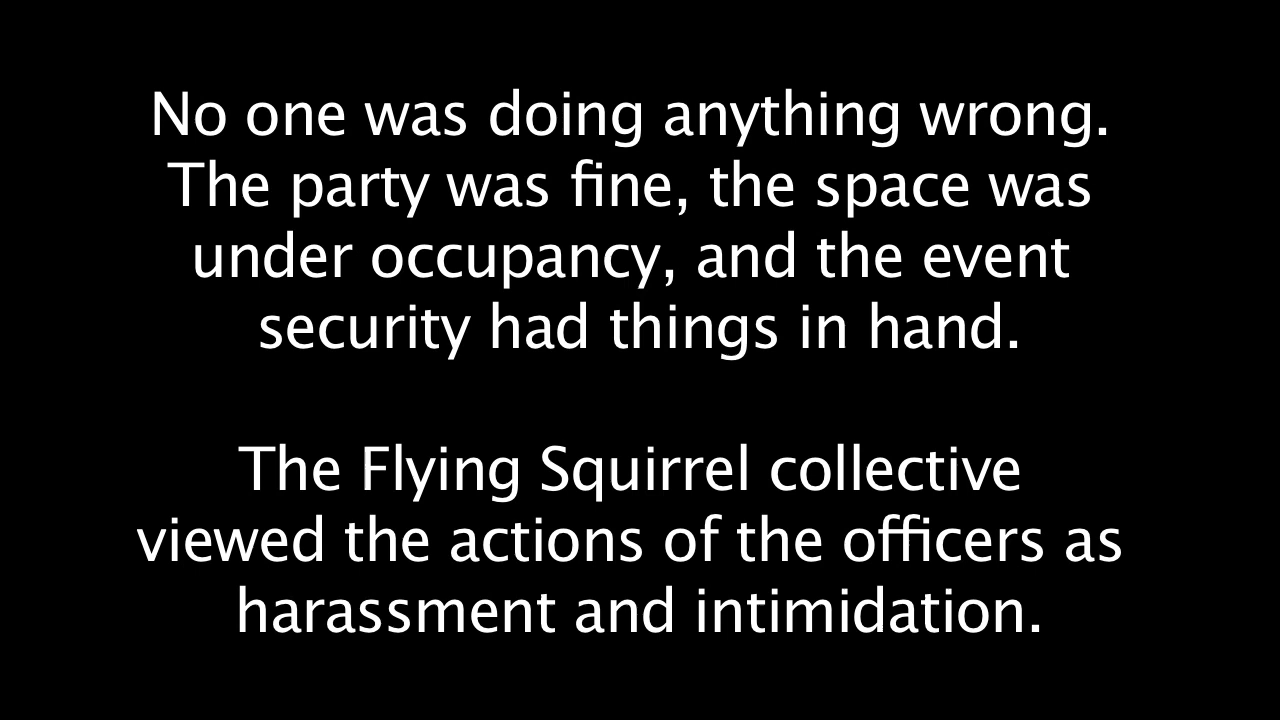 No one was doing anything wrong.
The party was fine, the space was
under occupancy, and the event
security had things in hand.
The Flying Squirrel collective
viewed the actions of the officers as
harassment and intimidation.